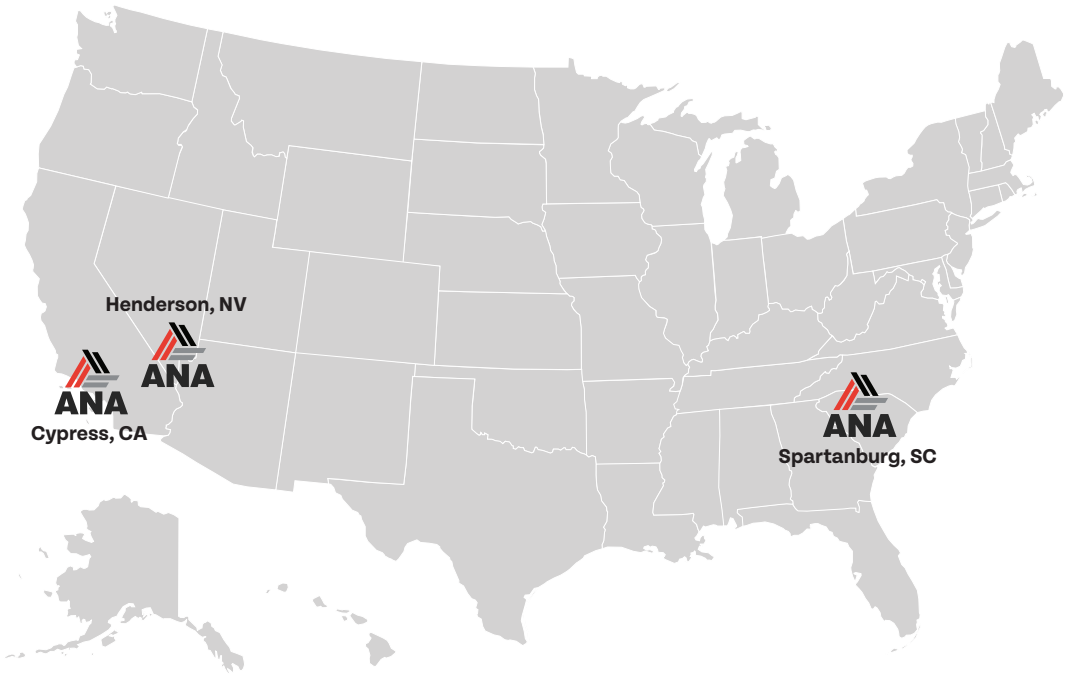 Henderson, NV
ANA
ANA
Cypress, CA
ANA
Spartanburg, SC